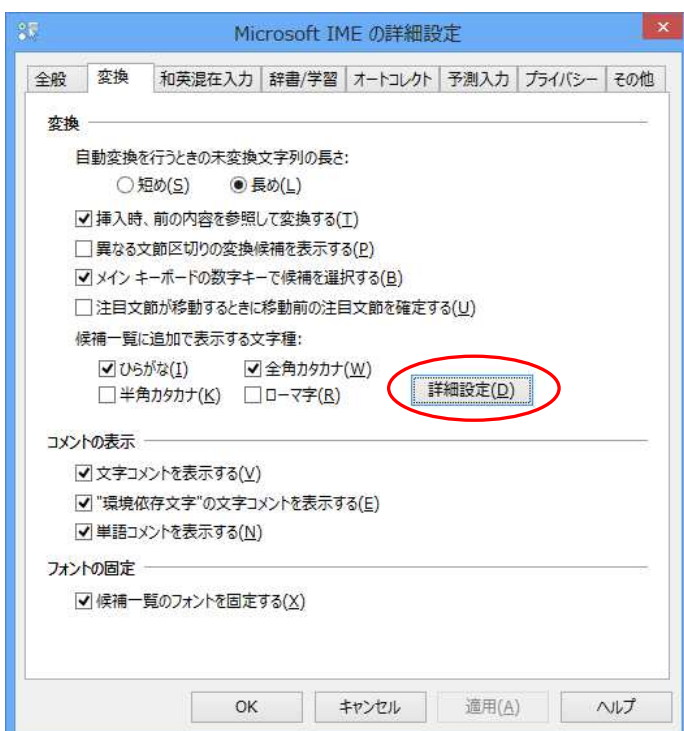 Microsoft IME の詳細設定
全般 変換 和英混在入力 辞書/学習 オートコレクト 予測入力 プライバシー その他
変換
自動変換を行うときの未変換文字列の長さ:
短め(S) 長め(L)
挿入時、前の内容を参照して変換する(T)
異なる文節区切りの変換候補を表示する(P)
メイン キーボードの数字キーで候補を選択する(B)
注目文節が移動するときに移動前の注目文節を確定する(U)
候補一覧に追加で表示する文字種:
ひらがな(I) 全角カタカナ(W)
半角カタカナ(K) ローマ字(R) 詳細設定(D)
コメントの表示
文字コメントを表示する(V)
"環境依存文字"の文字コメントを表示する(E)
単語コメントを表示する(N)
フォントの固定
候補一覧のフォントを固定する(X)
OK キャンセル 適用(A) ヘルプ